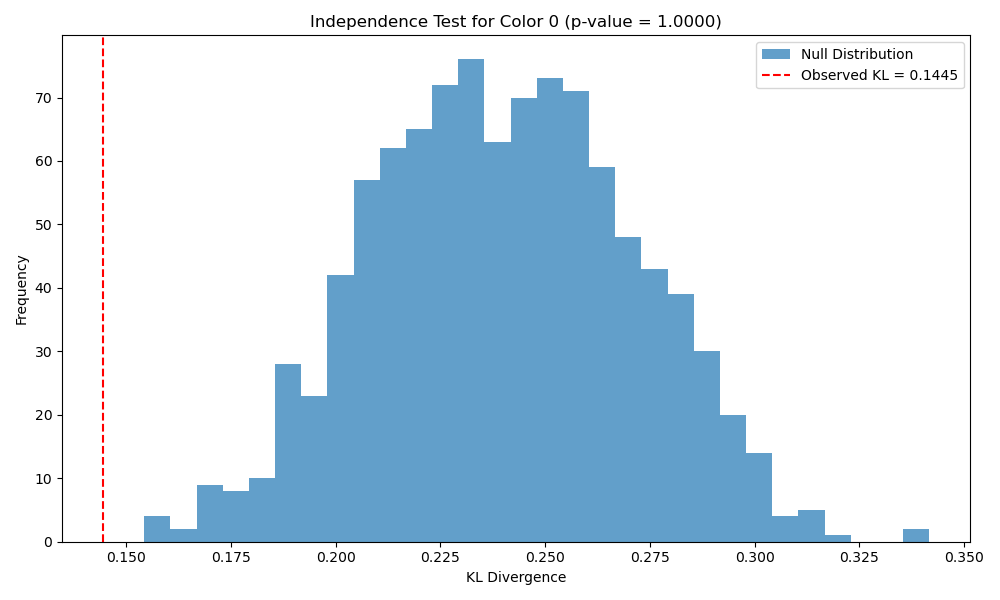 Independence Test for Color 0 (p-value = 1.0000)
Null Distribution
Observed KL = 0.1445
Frequency
70
60
50
40
30
20
10
0
0.150 0.175 0.200 0.225 0.250 0.275 0.300 0.325 0.350
KL Divergence